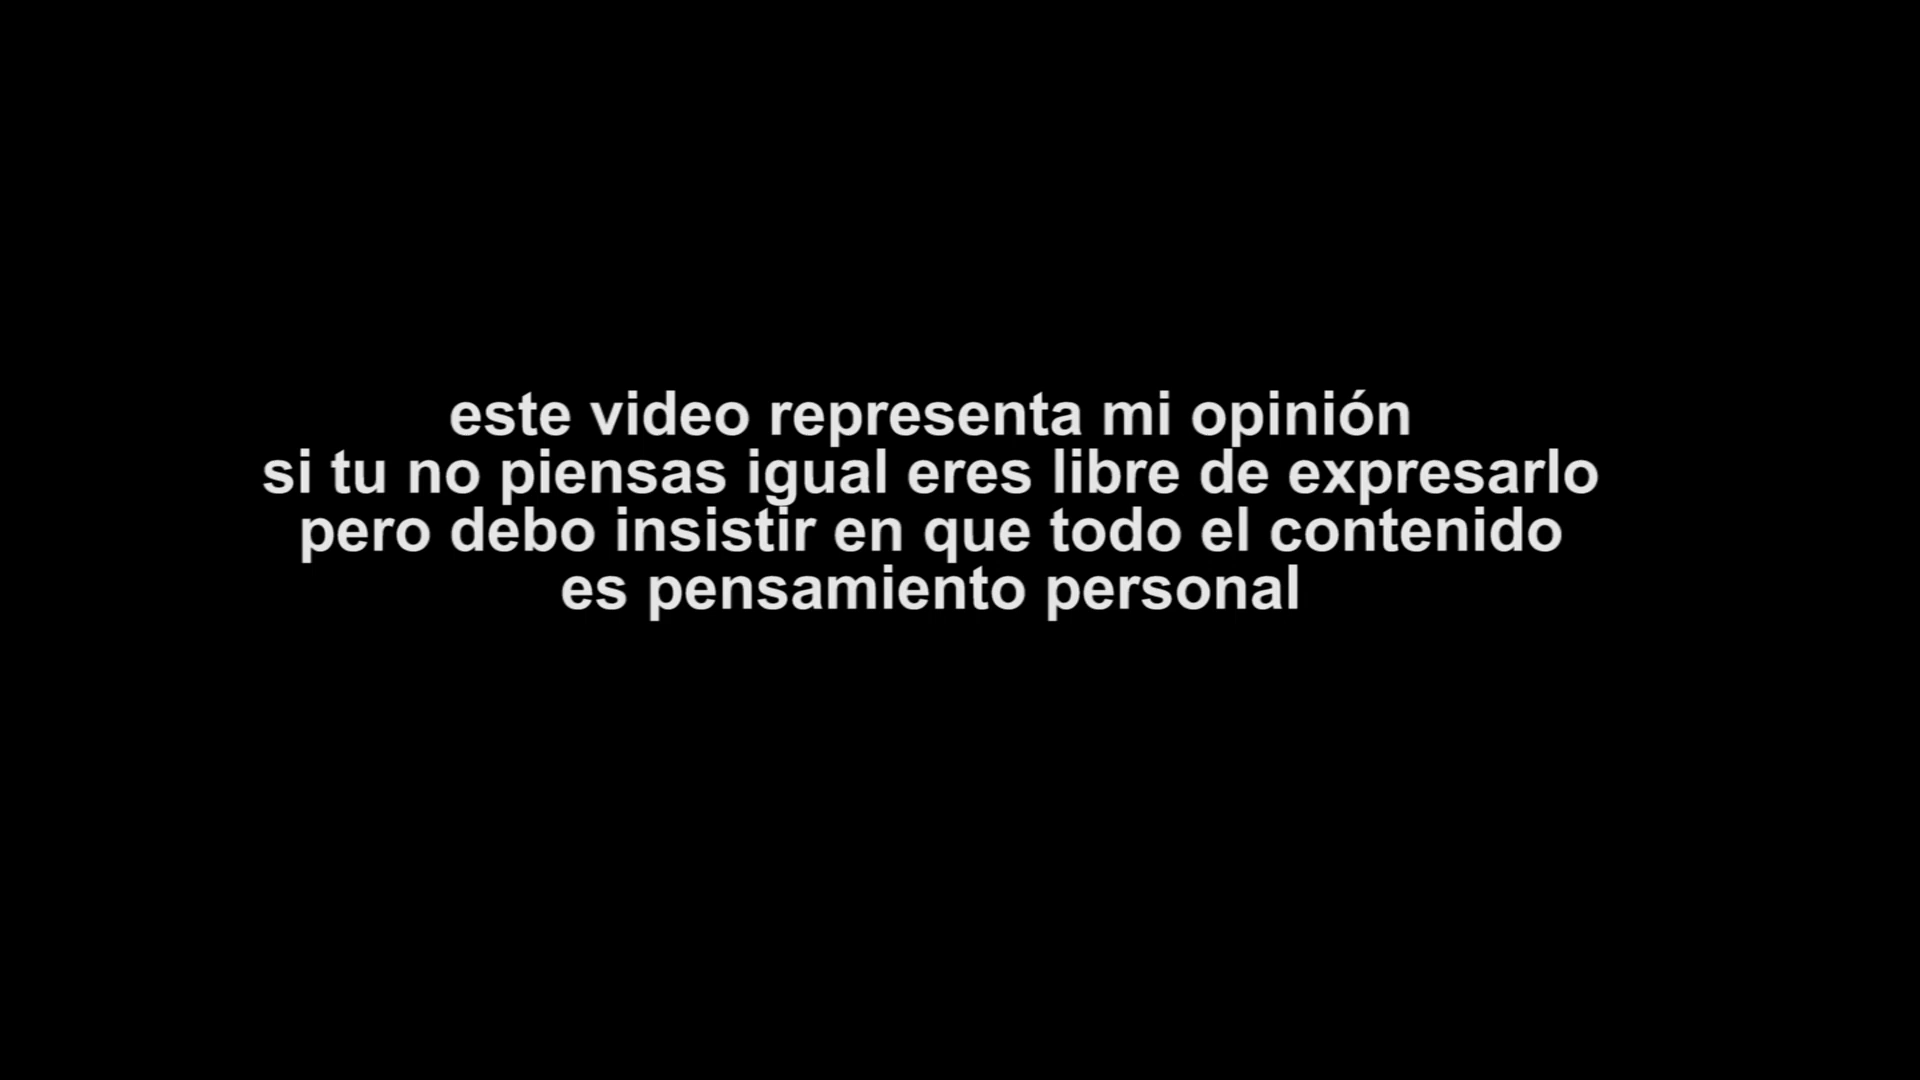 este video representa mi opinión
si tu no piensas igual eres libre de expresarlo
pero debo insistir en que todo el contenido
es pensamiento personal